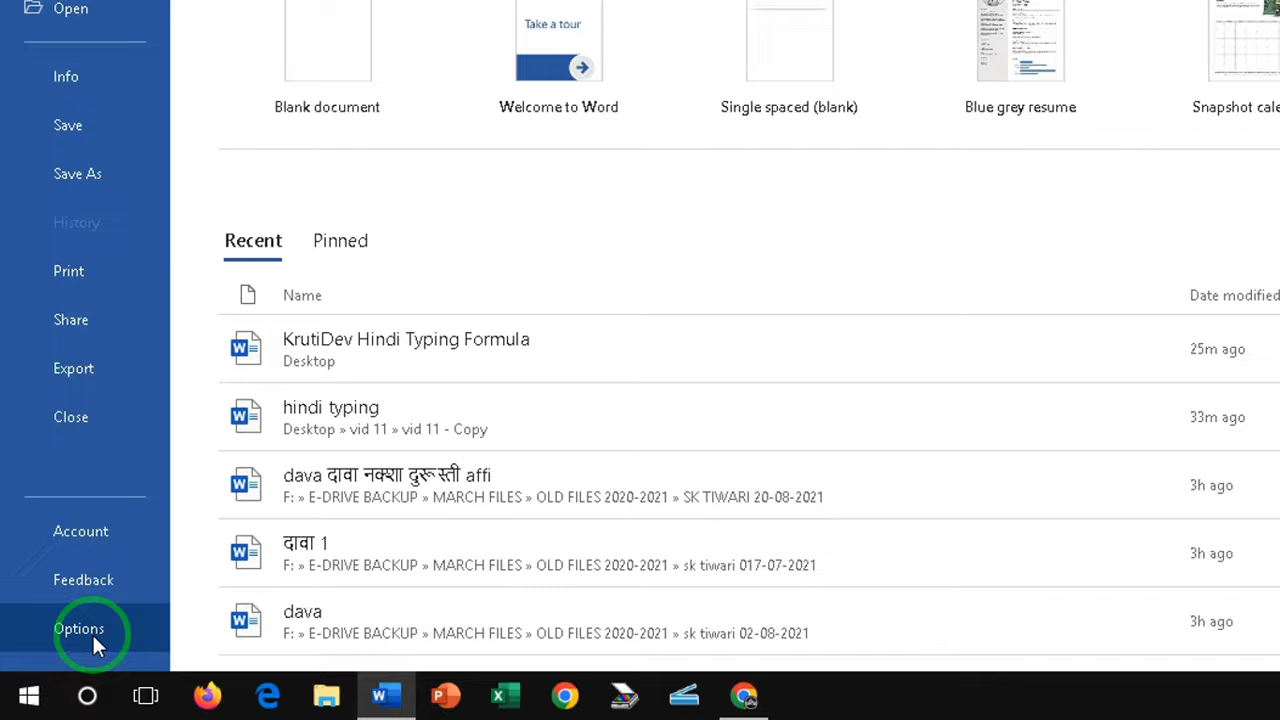 Open
Info
Save
Save As
History
Print
Share
Export
Close
Account
Feedback
Options
Take a tour
Blank document
Welcome to Word
Single spaced (blank)
Blue grey resume
Snapshot cale
Recent Pinned
Name Date modified
KrutiDev Hindi Typing Formula
Desktop
25m ago
hindi typing
Desktop » vid 11 » vid 11 - Copy
33m ago
dava दावा नक्शा दुरूस्ती affi
F: » E-DRIVE BACKUP » MARCH FILES » OLD FILES 2020-2021 » SK TIWARI 20-08-2021
3h ago
दावा 1
F: » E-DRIVE BACKUP » MARCH FILES » OLD FILES 2020-2021 » sk tiwari 017-07-2021
3h ago
dava
F: » E-DRIVE BACKUP » MARCH FILES » OLD FILES 2020-2021 » sk tiwari 02-08-2021
3h ago